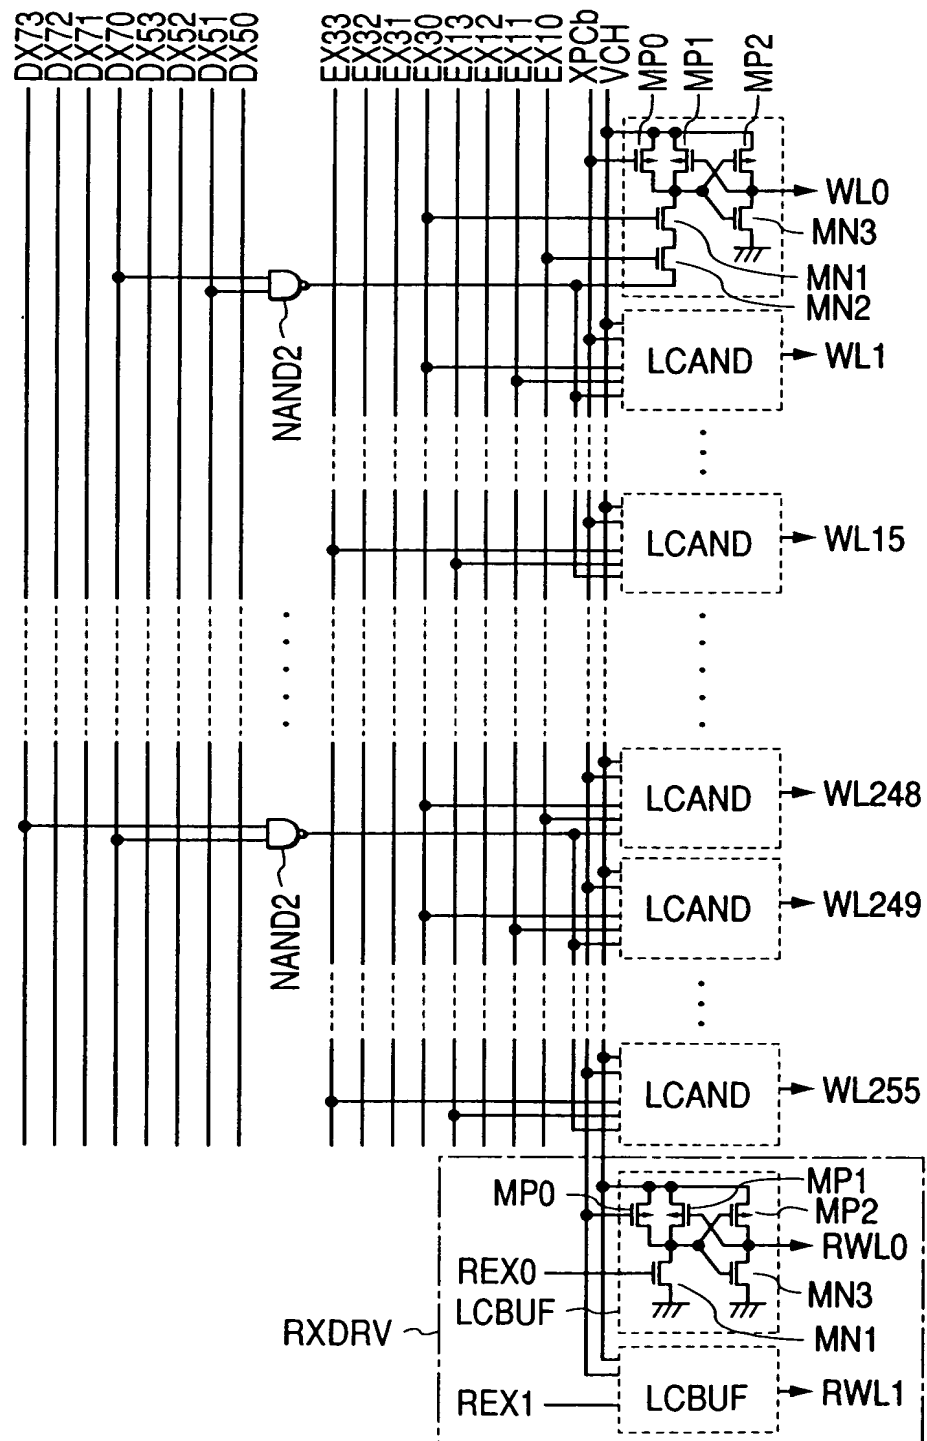 DX73
DX72
DX71
DX70
DX53
DX52
DX51
DX50
EX33
EX32
EX31
EX30
EX13
EX12
EX11
EX10
XPCb
VCH
MP0
MP1
MP2
WL0
MN3
MN1
MN2
NAND2
LCAND
WL1
LCAND
WL15
LCAND
WL248
NAND2
LCAND
WL249
LCAND
WL255
MP0
MP1
MP2
RWL0
REX0
MN3
LCBUF
RXDRV
MN1
REX1
LCBUF
RWL1